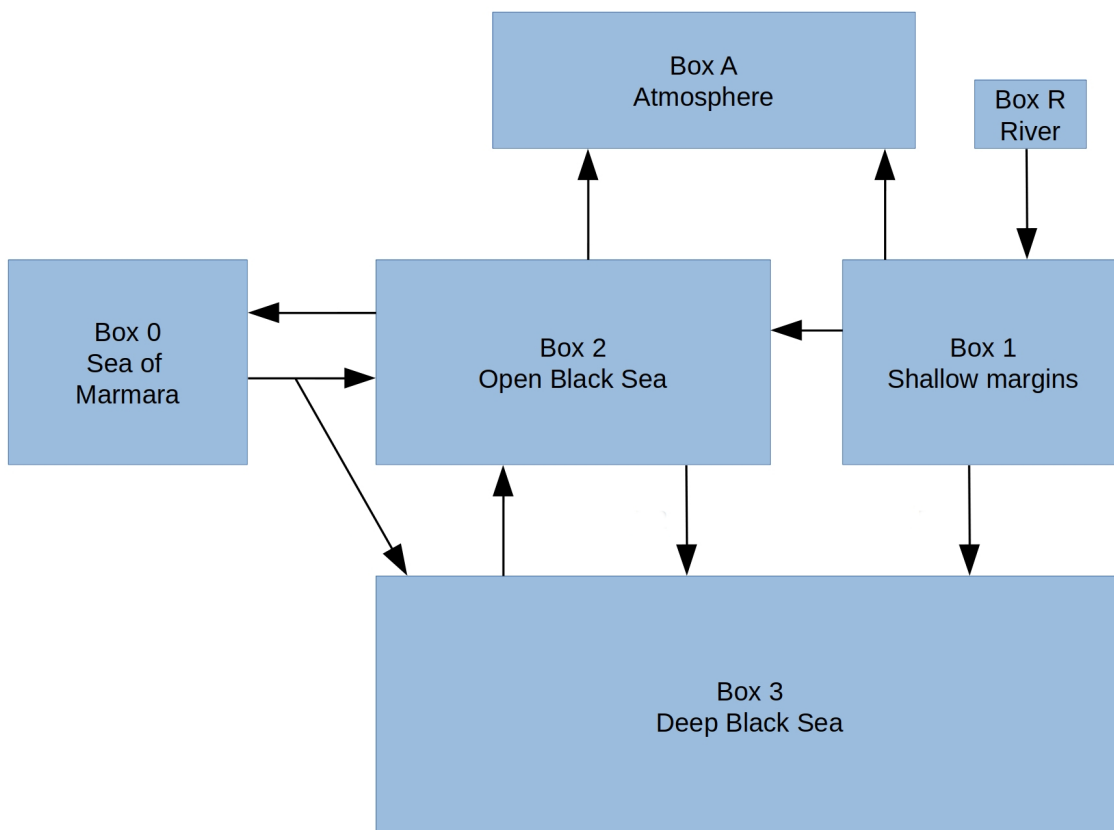 Box A
Atmosphere
Box R
River
Box 0
Sea of
Marmara
Box 2
Open Black Sea
Box 1
Shallow margins
Box 3
Deep Black Sea